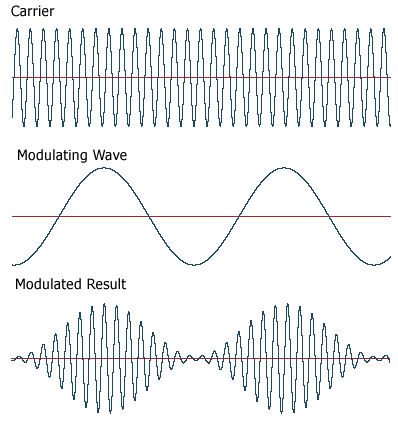 Carrier
Modulating Wave
Modulated Result